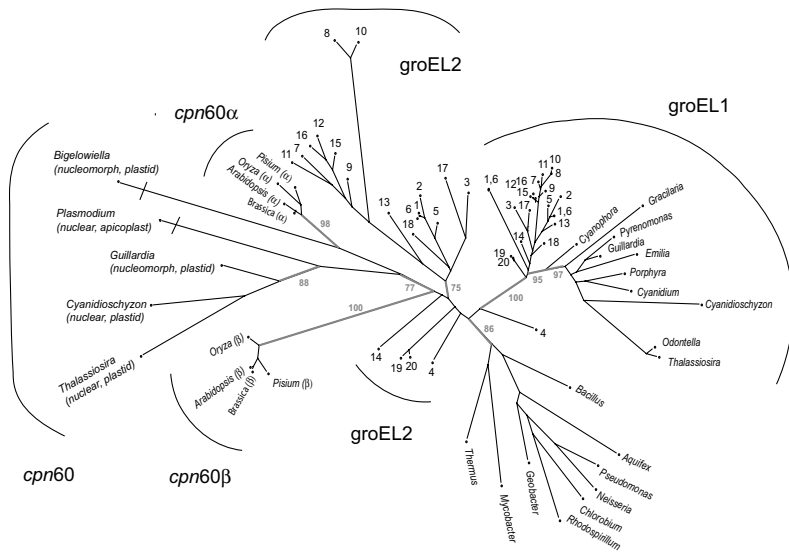 8
10
groEL2
groEL1
cpn60α
12
16
7
15
11
9
Pisium (α)
Oryza (α)
Arabidopsis (α)
Brassica (α)
Bigelowiella
(nucleomorph, plastid)
Plasmodium
(nuclear, apicoplast)
Guillardia
(nucleomorph, plastid)
Cyanidioschyzon
(nuclear, plastid)
Thalassiosira
(nuclear, plastid)
98
88
77
100
75
13
2
6
1
5
18
17
3
1,6
11
10
7
8
12
16
15
9
5
2
3
17
1,6
13
14
18
19
20
Cyanophora
Gracilaria
Pyrenomonas
Guillardia
Emilia
Porphyra
Cyanidium
Cyanidioschyzon
Odontella
Thalassiosira
95
97
100
86
4
14
19
20
4
Oryza (β)
Arabidopsis (β)
Brassica (β)
Pisium (β)
groEL2
cpn60
cpn60β
Bacillus
Thermus
Mycobacter
Geobacter
Aquifex
Pseudomonas
Neisseria
Chlorobium
Rhodospirillum